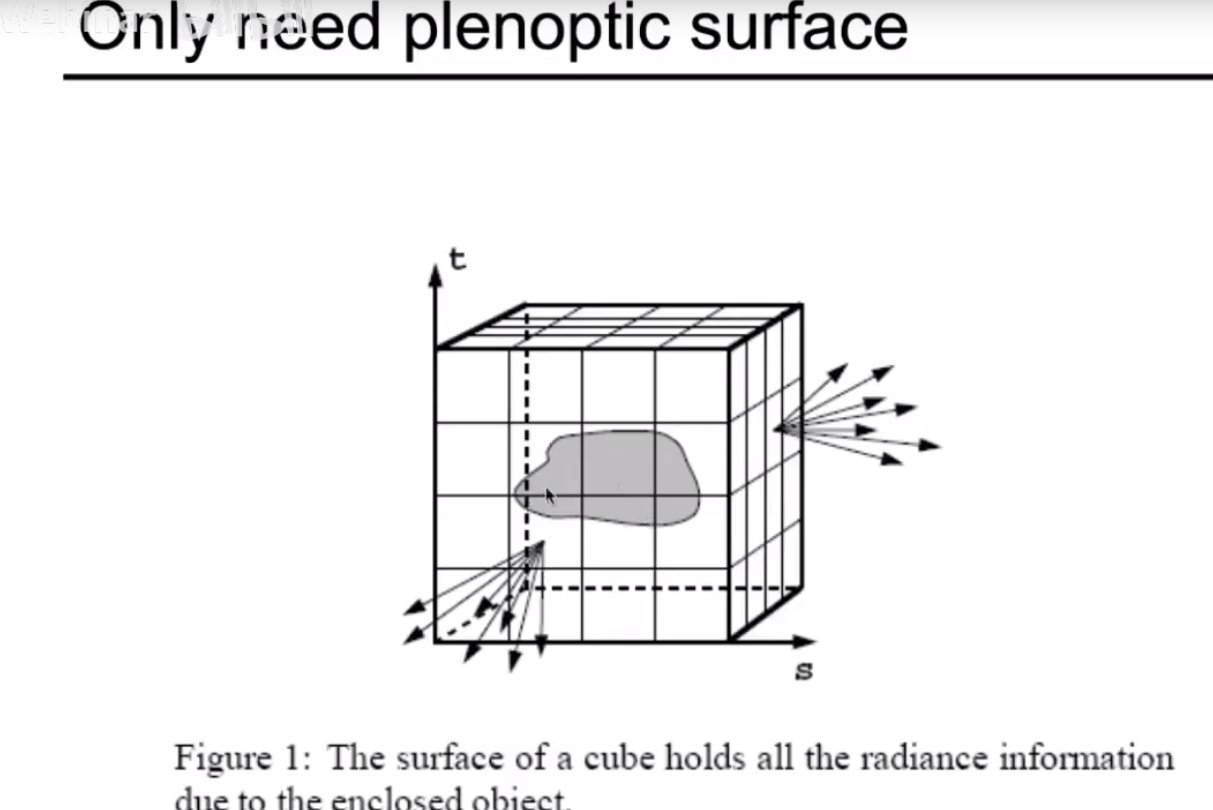 Only need plenoptic surface
t
s
Figure 1: The surface of a cube holds all the radiance information
due to the enclosed object.